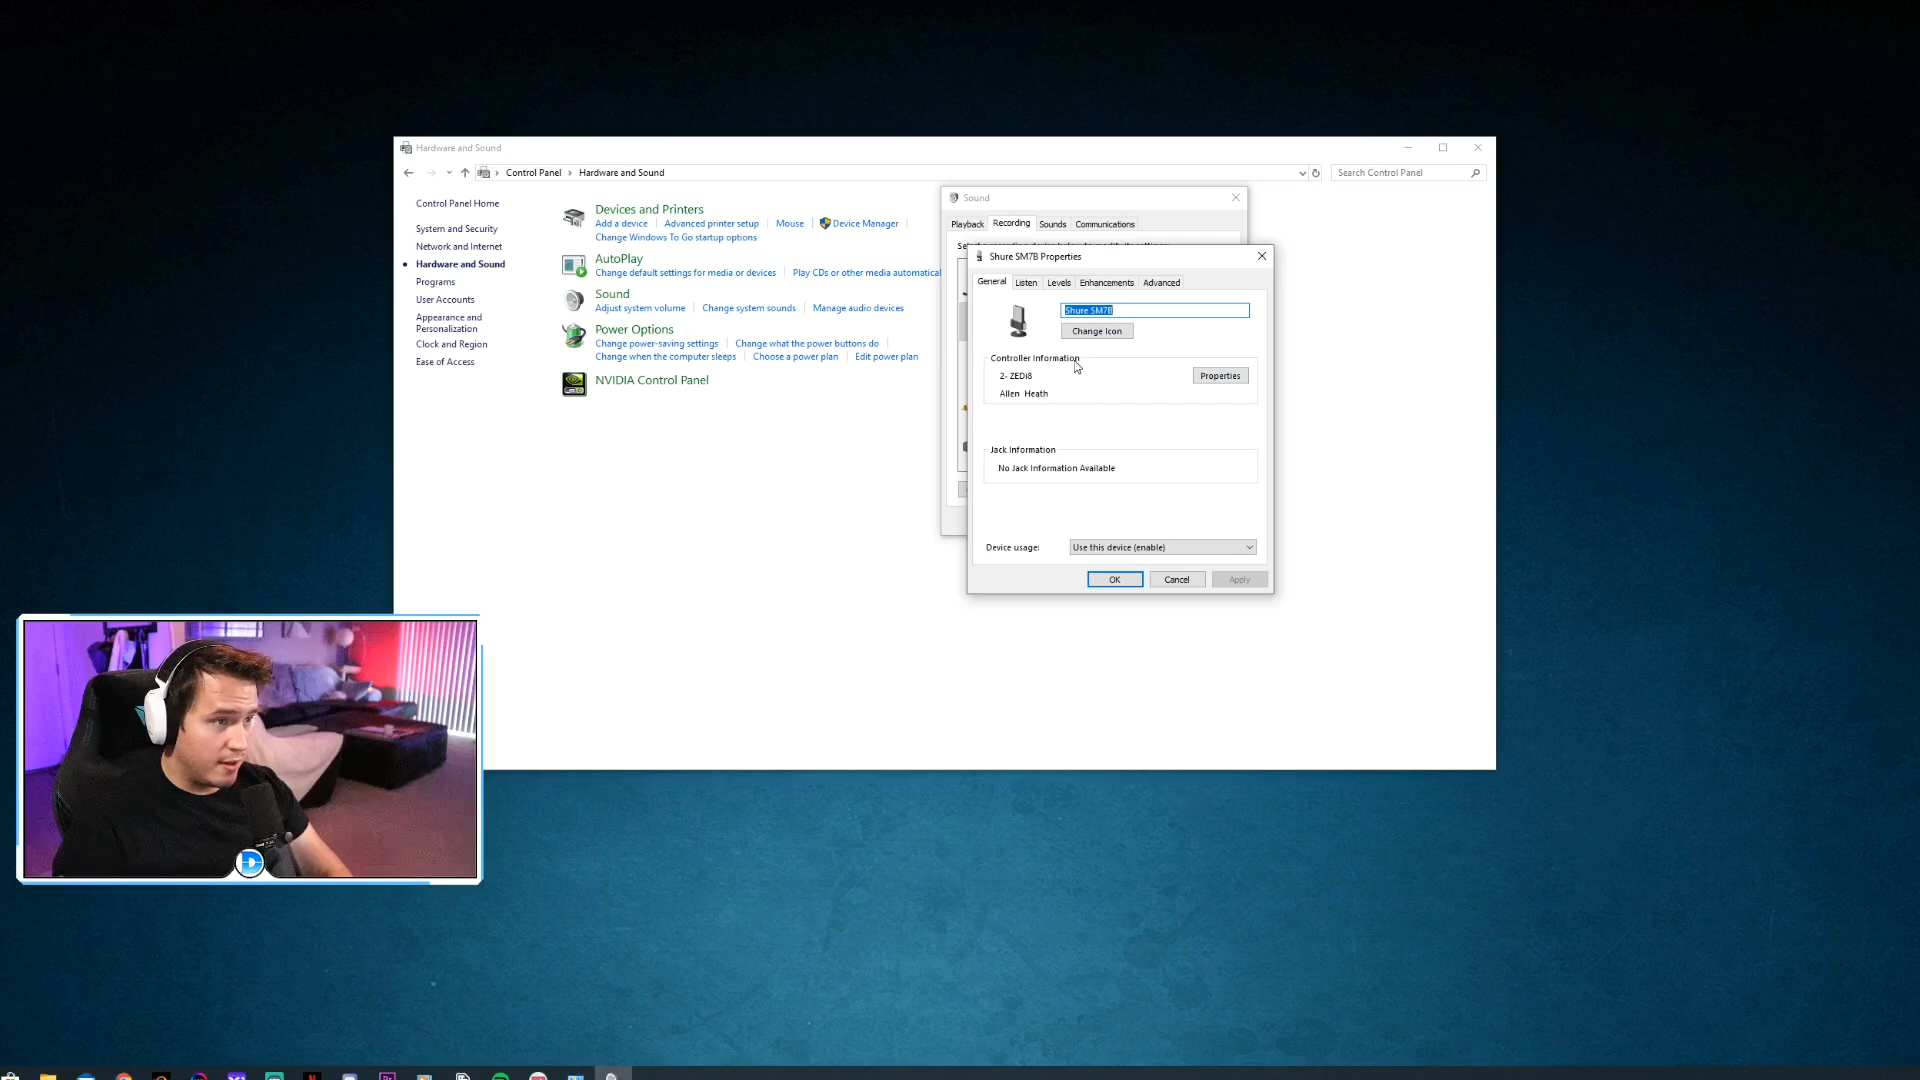 Hardware and Sound
Control Panel › Hardware and Sound
Search Control Panel
Control Panel Home
System and Security
Network and Internet
Hardware and Sound
Programs
User Accounts
Appearance and
Personalization
Clock and Region
Ease of Access
Devices and Printers
Add a device
Advanced printer setup
Mouse
Device Manager
Change Windows To Go startup options
AutoPlay
Change default settings for media or devices
Play CDs or other media
Sound
Adjust system volume
Change system sounds
Manage audio devices
Power Options
Change power-saving settings
Change what the power buttons do
Change when the computer sleeps
Choose a power plan
Edit power plan
NVIDIA Control Panel
Sound
Playback
Recording
Sounds
Communications
Shure SM7B Properties
General
Listen
Levels
Enhancements
Advanced
Shure SM7B
Change Icon
Controller Information
2- ZEDi8
Properties
Allen Heath
Jack Information
No Jack Information Available
Device usage:
Use this device (enable)
OK
Cancel
Apply